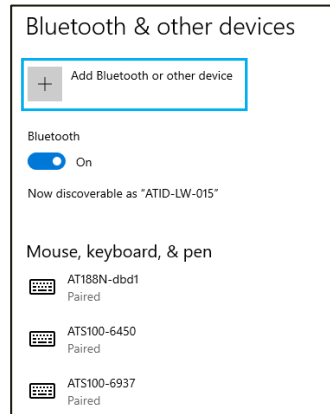 Bluetooth & other devices
Add Bluetooth or other device
Bluetooth
On
Now discoverable as “ATID-LW-015”
Mouse, keyboard, & pen
AT188N-dbd1
Paired
ATS100-6450
Paired
ATS100-6937
Paired